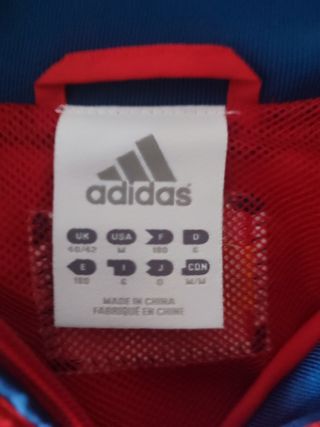 adidas
UK USA F D
40/42 M 180 6
E I J CDN
180 6 O M/M
MADE IN CHINA
FABRIQUÉ EN CHINE